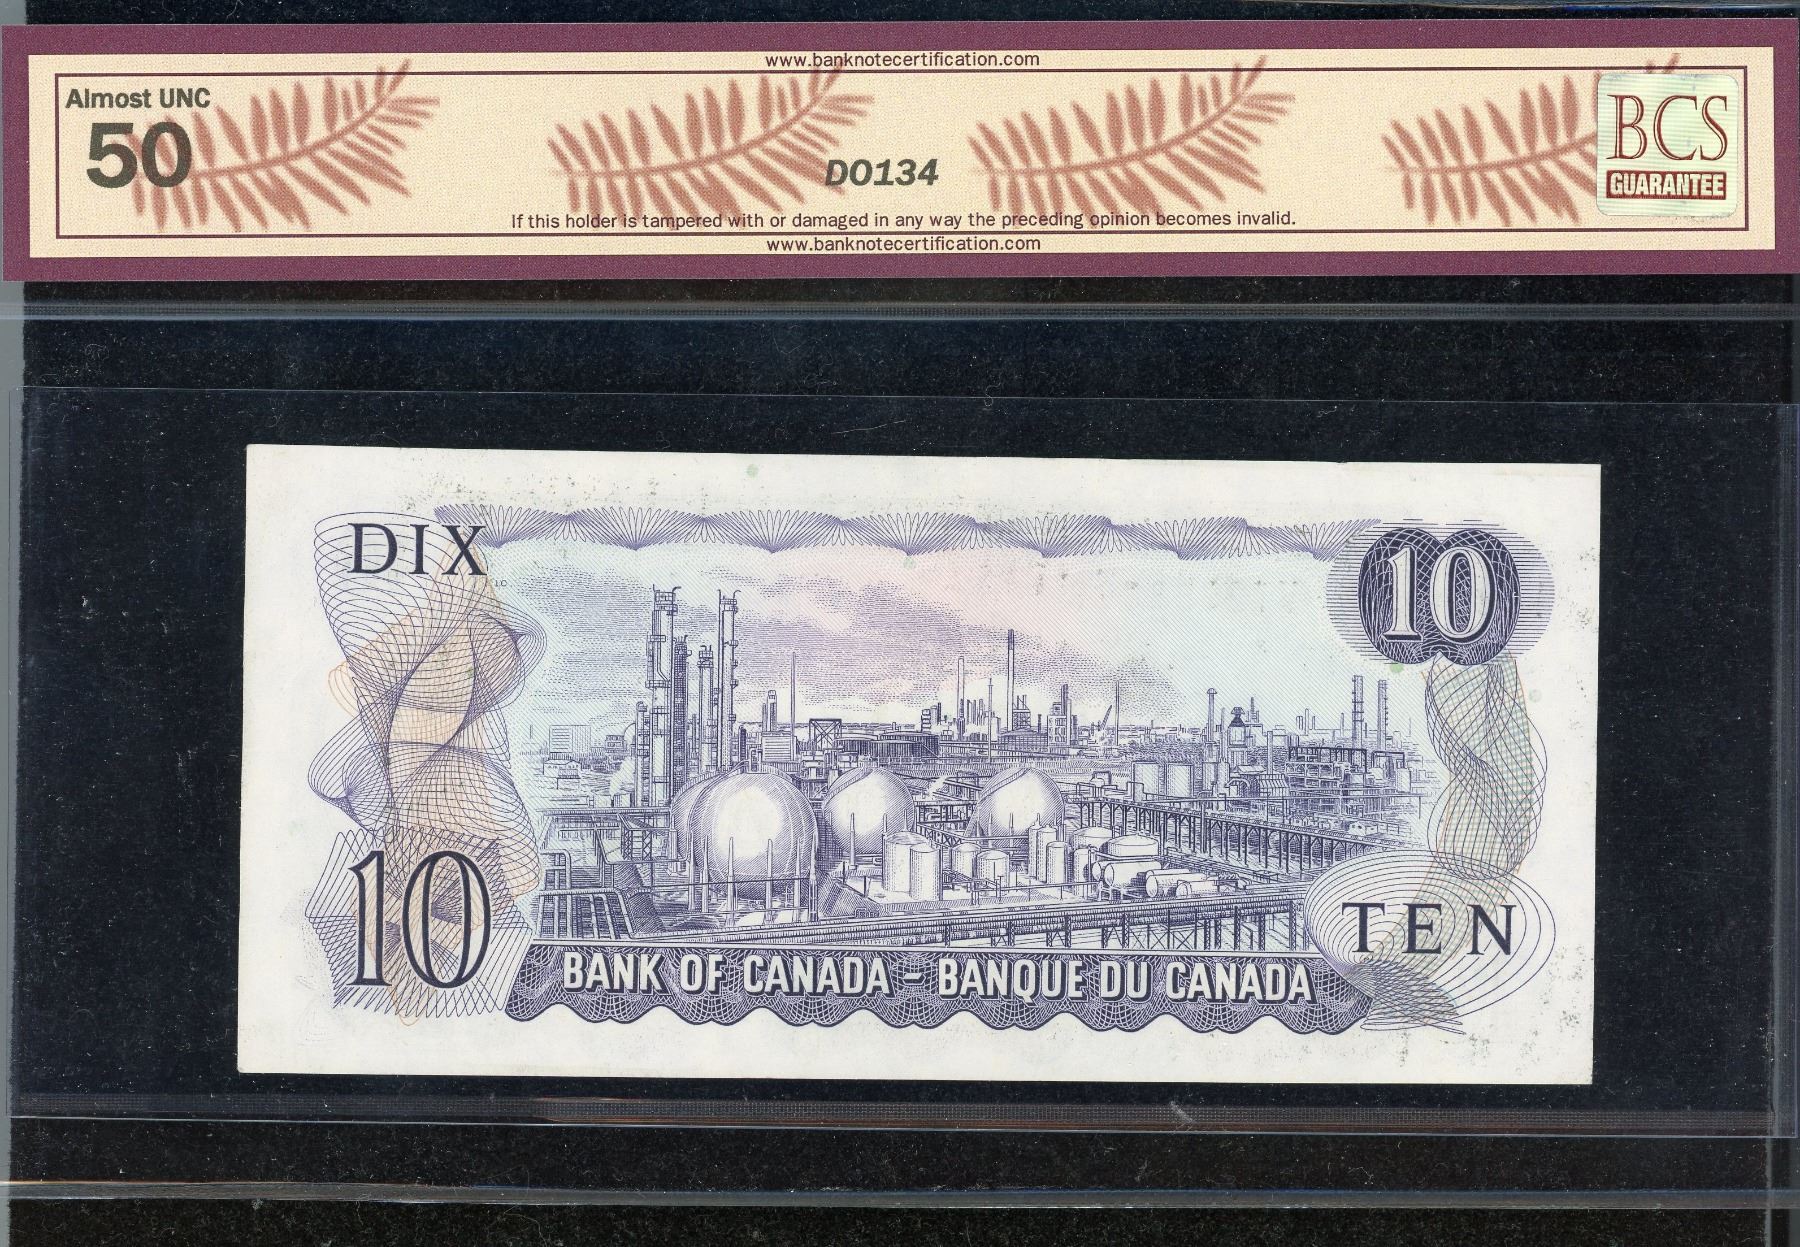 www.banknotecertification.com
Almost UNC
50
DO134
BCS
GUARANTEE
If this holder is tampered with or damaged in any way the preceding opinion becomes invalid.
www.banknotecertification.com
DIX
10
10
TEN
BANK OF CANADA – BANQUE DU CANADA